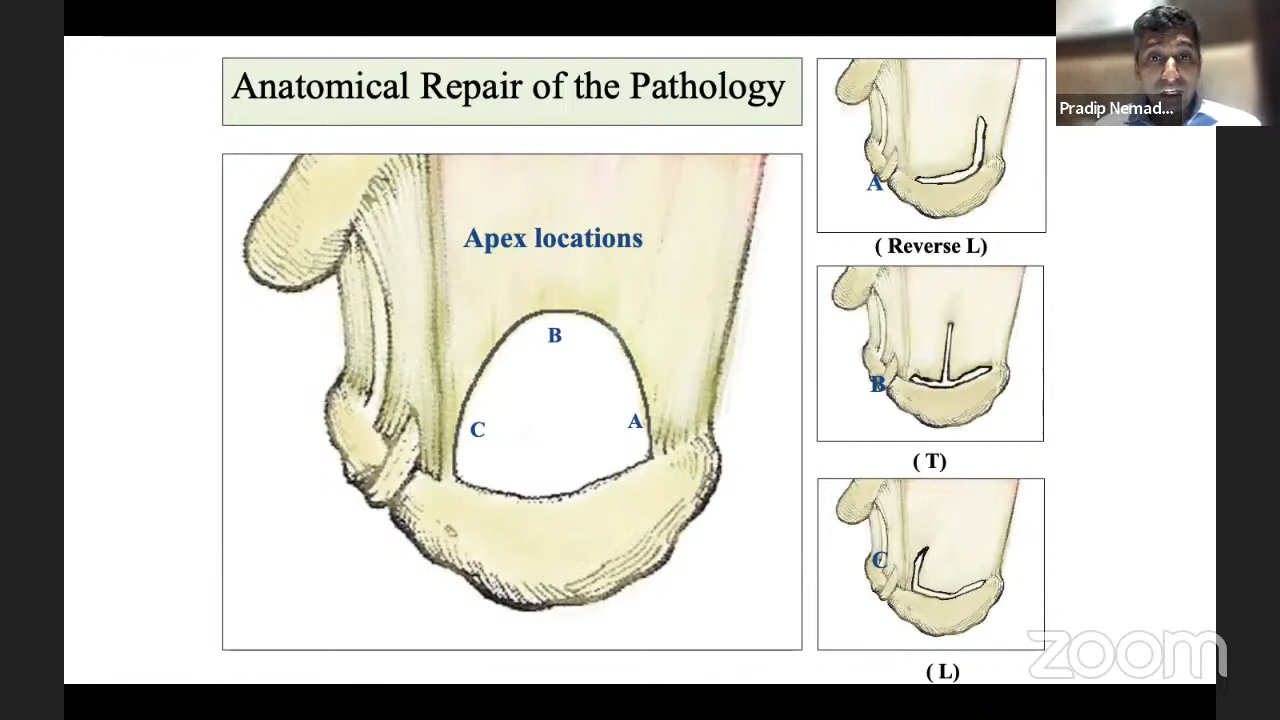 Anatomical Repair of the Pathology
Apex locations
B
C
A
A
( Reverse L)
B
( T)
C
( L)
Pradip Nemad...
zoom